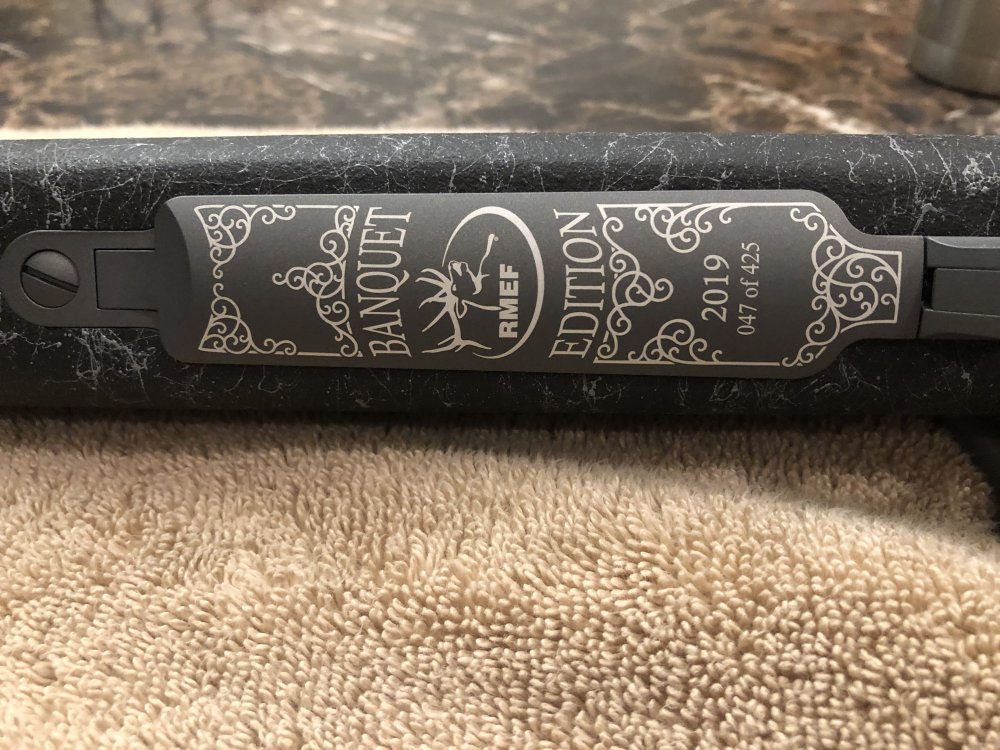 BANQUET
RMEF
EDITION
2019
047 of 425